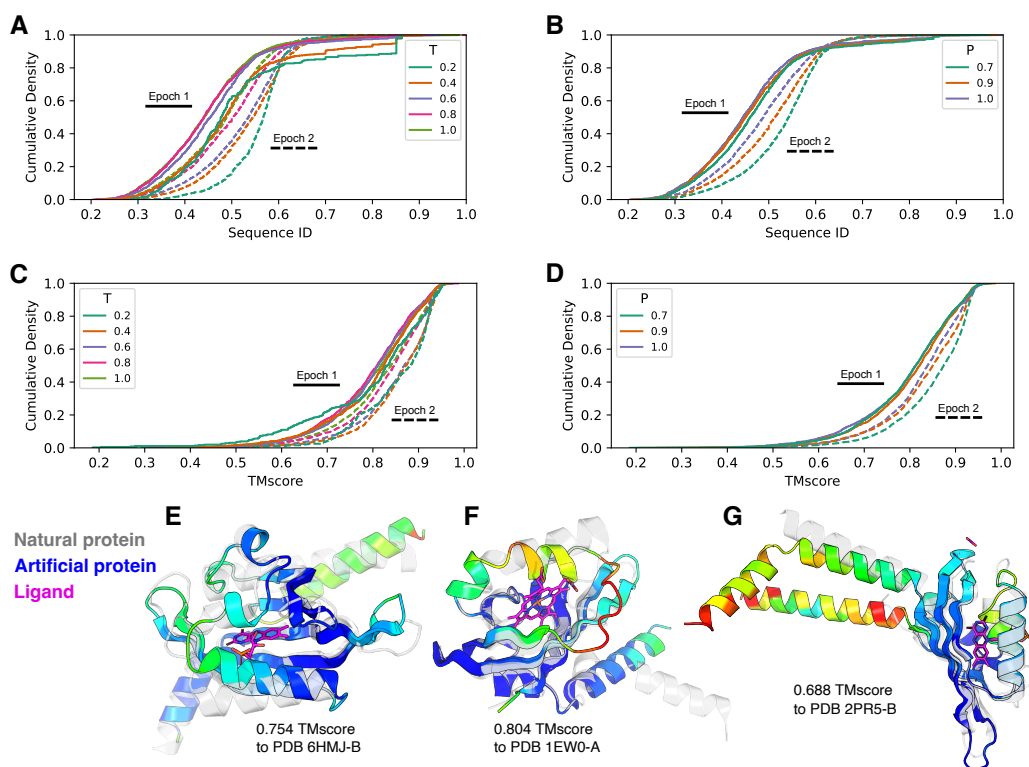 A
Cumulative Density
1.0
0.8
0.6
0.4
0.2
0.0
0.2 0.3 0.4 0.5 0.6 0.7 0.8 0.9 1.0
Sequence ID
Epoch 1
Epoch 2
T
0.2
0.4
0.6
0.8
1.0
B
Cumulative Density
1.0
0.8
0.6
0.4
0.2
0.0
0.2 0.3 0.4 0.5 0.6 0.7 0.8 0.9 1.0
Sequence ID
Epoch 1
Epoch 2
P
0.7
0.9
1.0
C
Cumulative Density
1.0
0.8
0.6
0.4
0.2
0.0
0.2 0.3 0.4 0.5 0.6 0.7 0.8 0.9 1.0
TMscore
T
0.2
0.4
0.6
0.8
1.0
Epoch 1
Epoch 2
D
Cumulative Density
1.0
0.8
0.6
0.4
0.2
0.0
0.2 0.3 0.4 0.5 0.6 0.7 0.8 0.9 1.0
TMscore
P
0.7
0.9
1.0
Epoch 1
Epoch 2
Natural protein
Artificial protein
Ligand
E
0.754 TMscore
to PDB 6HMJ-B
F
0.804 TMscore
to PDB 1EW0-A
G
0.688 TMscore
to PDB 2PR5-B